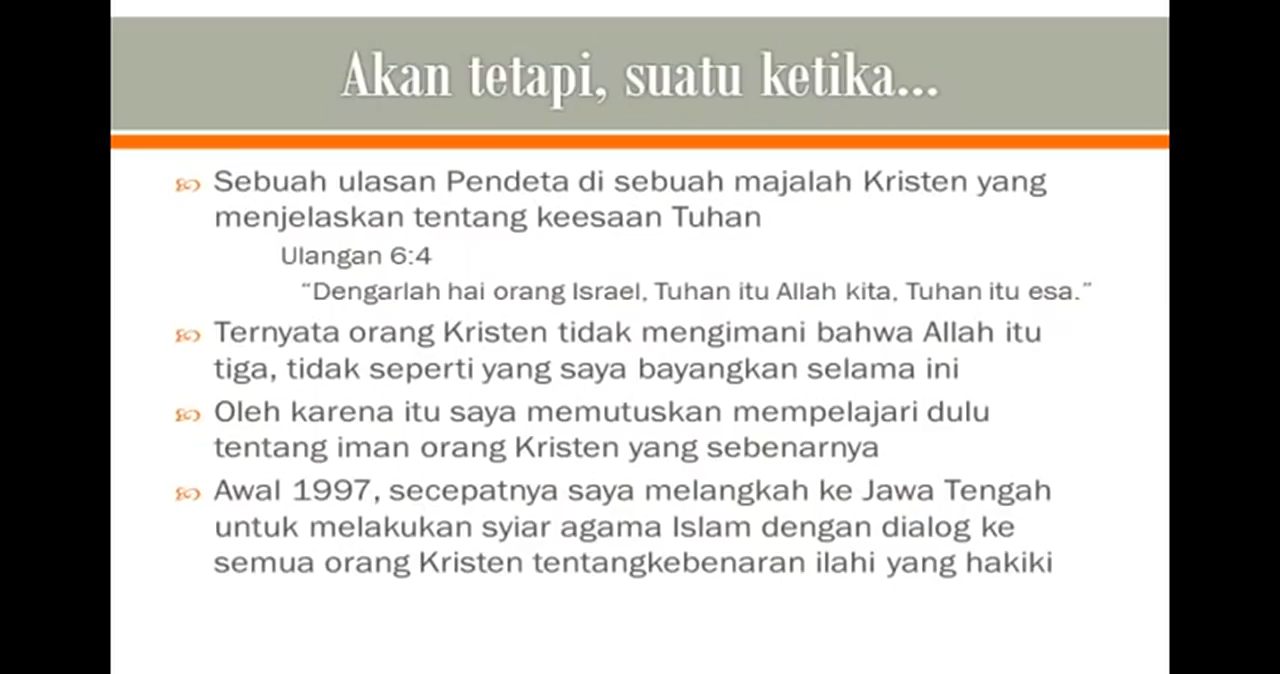 Akan tetapi, suatu ketika...
Sebuah ulasan Pendeta di sebuah majalah Kristen yang
menjelaskan tentang keesaan Tuhan
Ulangan 6:4
“Dengarlah hai orang Israel, Tuhan itu Allah kita, Tuhan itu esa.”
Ternyata orang Kristen tidak mengimani bahwa Allah itu
tiga, tidak seperti yang saya bayangkan selama ini
Oleh karena itu saya memutuskan mempelajari dulu
tentang iman orang Kristen yang sebenarnya
Awal 1997, secepatnya saya melangkah ke Jawa Tengah
untuk melakukan syiar agama Islam dengan dialog ke
semua orang Kristen tentangkebenaran ilahi yang hakiki